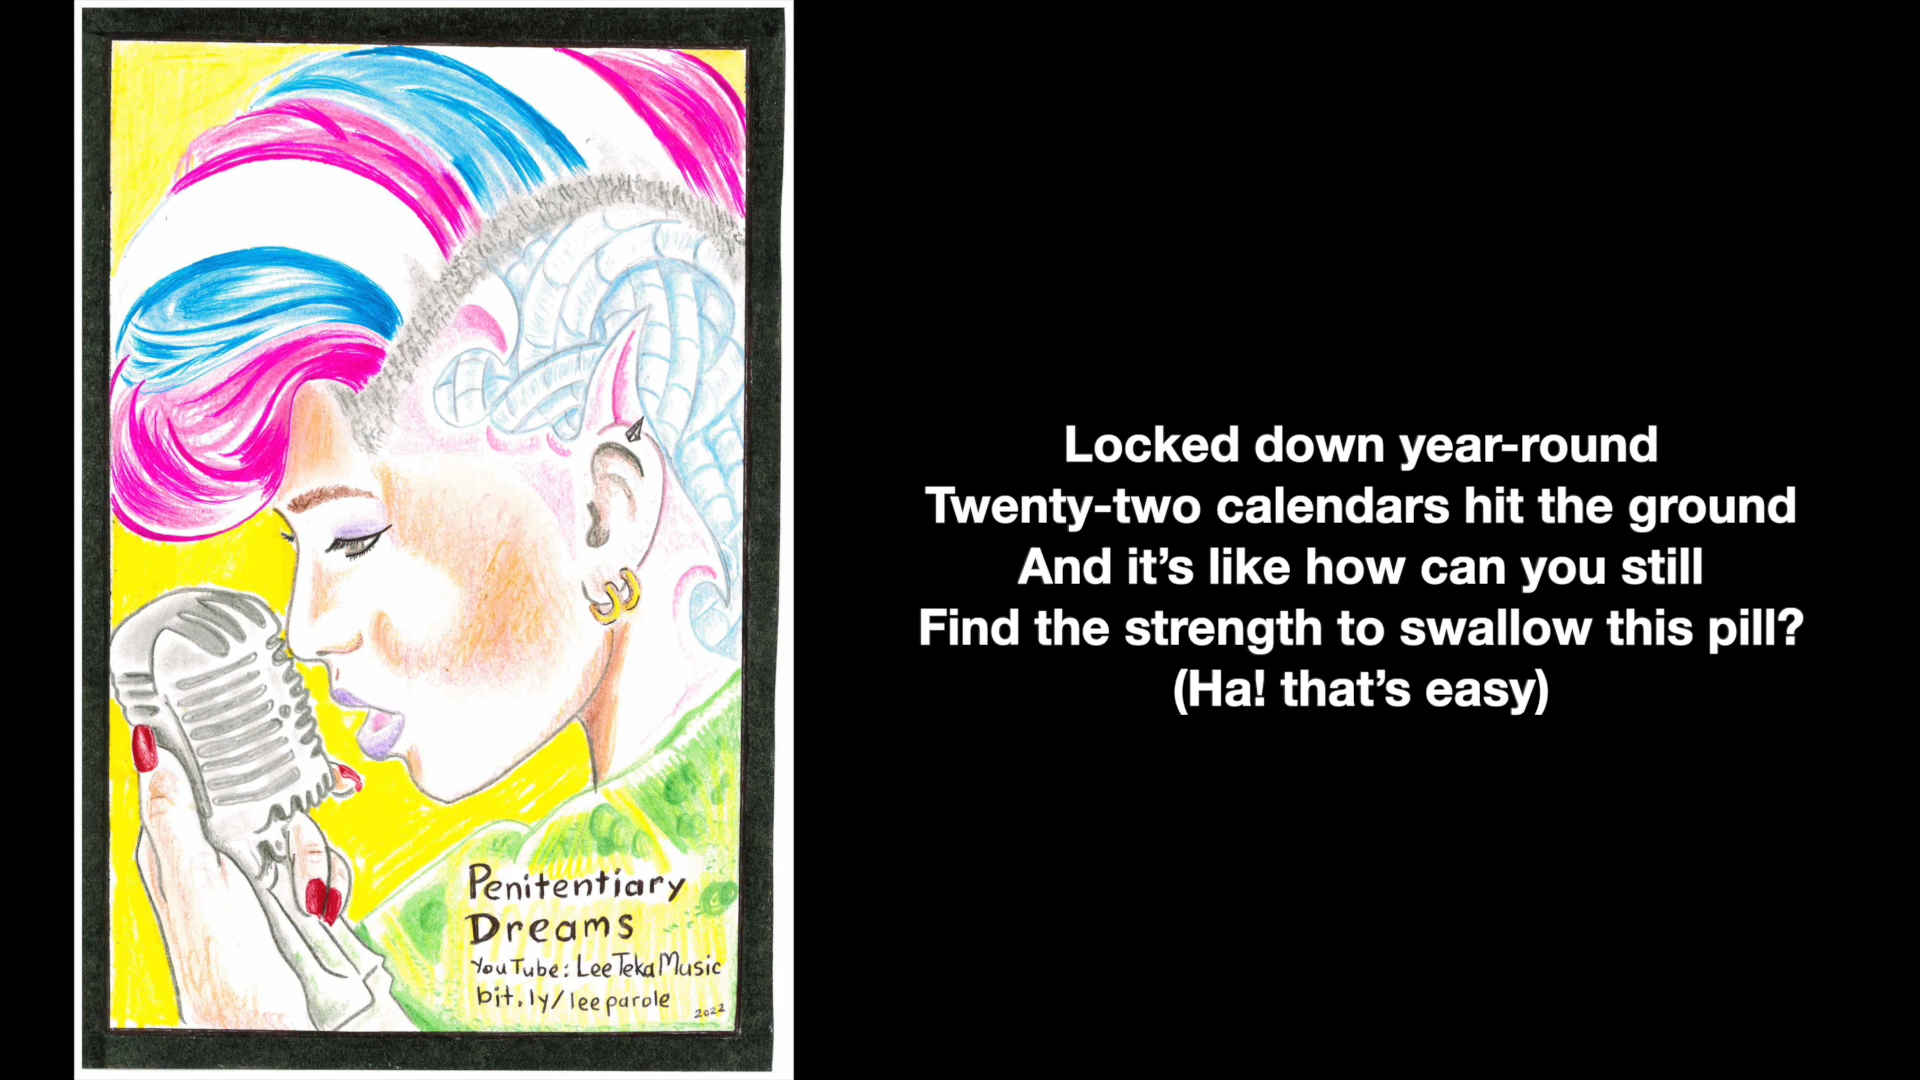 Penitentiary
Dreams
YouTube: LeeTekaMusic
bit.ly/leeparole
2022
Locked down year-round
Twenty-two calendars hit the ground
And it’s like how can you still
Find the strength to swallow this pill?
(Ha! that’s easy)